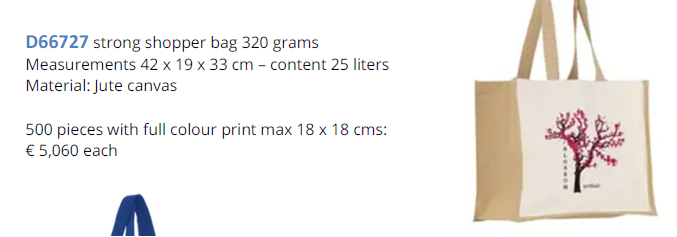 D66727 strong shopper bag 320 grams
Measurements 42 x 19 x 33 cm – content 25 liters
Material: Jute canvas
500 pieces with full colour print max 18 x 18 cms:
€ 5,060 each
BLOSSOM